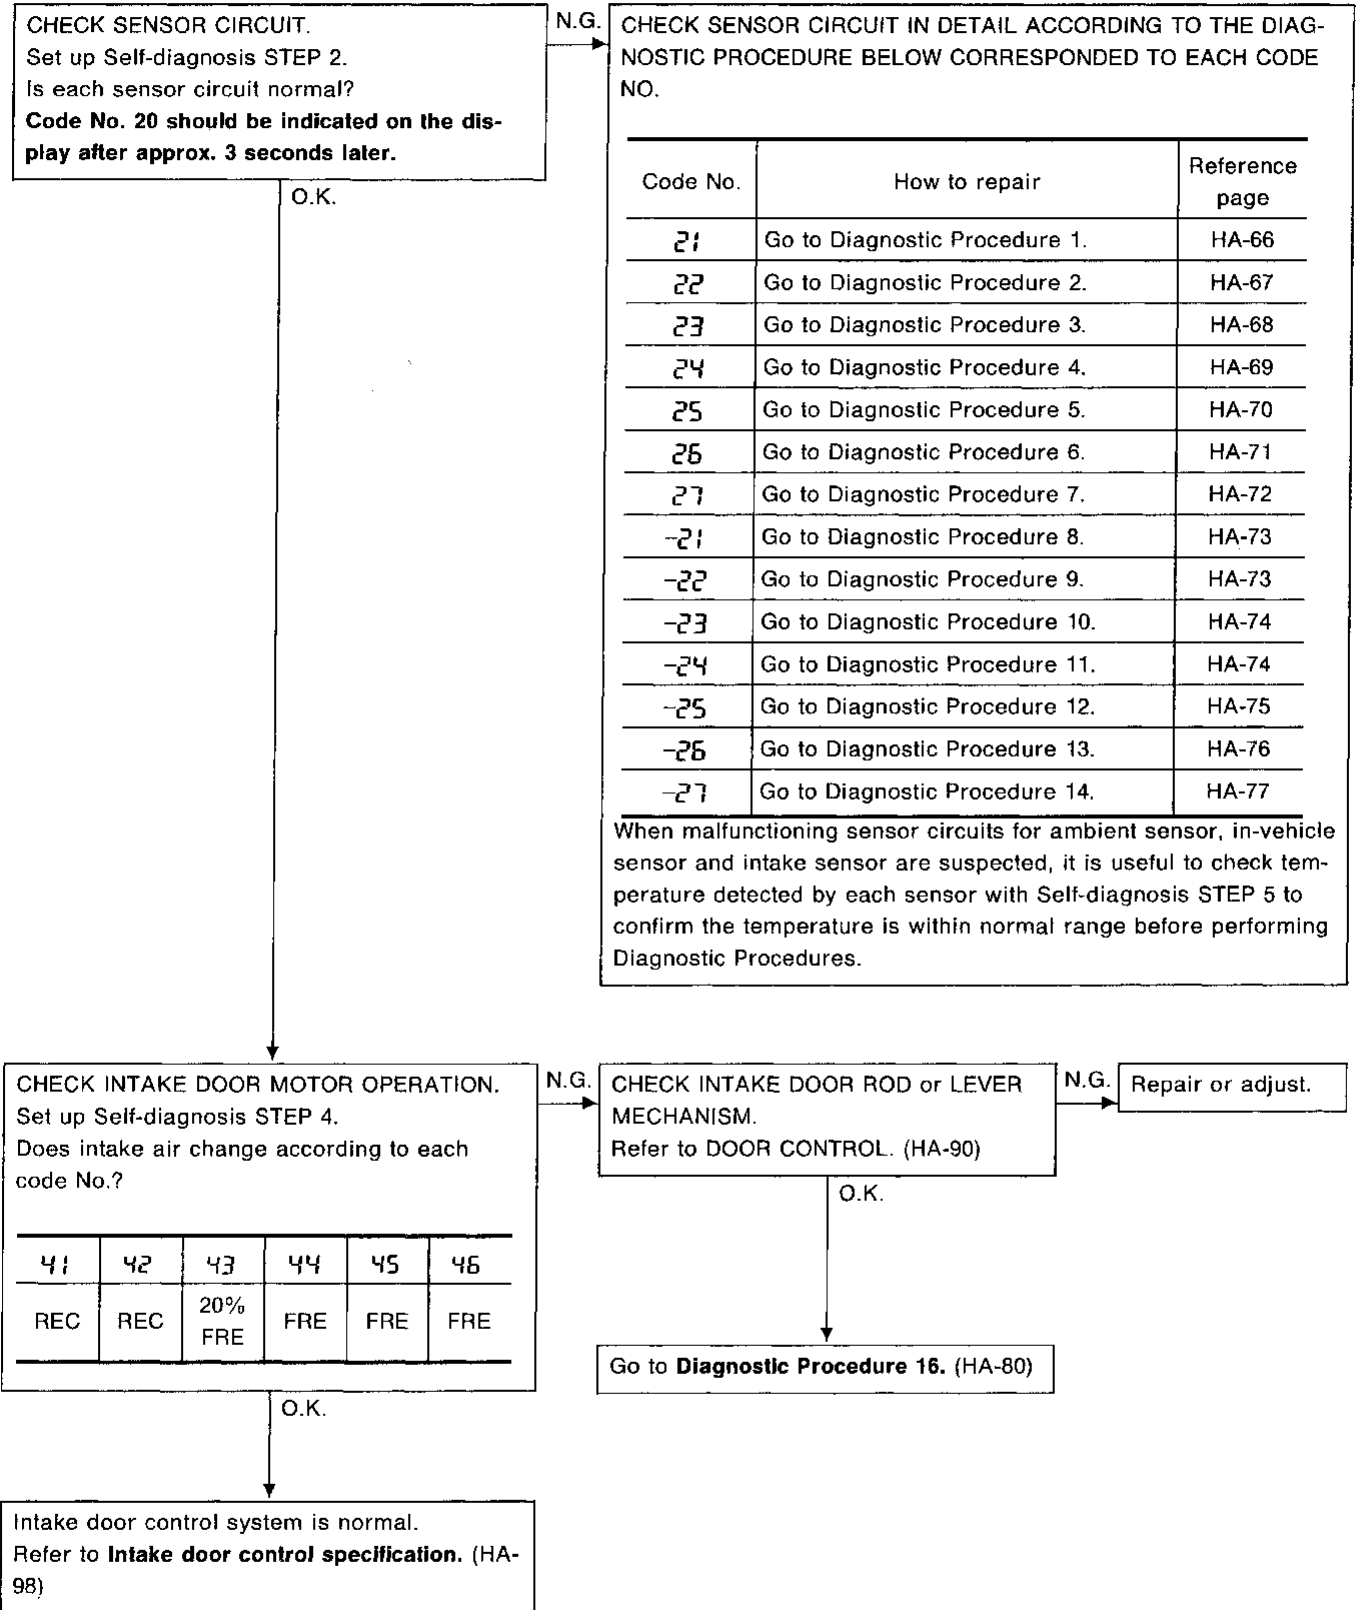 CHECK SENSOR CIRCUIT.
Set up Self-diagnosis STEP 2.
Is each sensor circuit normal?
Code No. 20 should be indicated on the dis-
play after approx. 3 seconds later.
N.G.
O.K.
CHECK SENSOR CIRCUIT IN DETAIL ACCORDING TO THE DIAG-
NOSTIC PROCEDURE BELOW CORRESPONDED TO EACH CODE
NO.
Code No. How to repair Reference page
21 Go to Diagnostic Procedure 1. HA-66
22 Go to Diagnostic Procedure 2. HA-67
23 Go to Diagnostic Procedure 3. HA-68
24 Go to Diagnostic Procedure 4. HA-69
25 Go to Diagnostic Procedure 5. HA-70
26 Go to Diagnostic Procedure 6. HA-71
27 Go to Diagnostic Procedure 7. HA-72
-21 Go to Diagnostic Procedure 8. HA-73
-22 Go to Diagnostic Procedure 9. HA-73
-23 Go to Diagnostic Procedure 10. HA-74
-24 Go to Diagnostic Procedure 11. HA-74
-25 Go to Diagnostic Procedure 12. HA-75
-26 Go to Diagnostic Procedure 13. HA-76
-27 Go to Diagnostic Procedure 14. HA-77
When malfunctioning sensor circuits for ambient sensor, in-vehicle
sensor and intake sensor are suspected, it is useful to check tem-
perature detected by each sensor with Self-diagnosis STEP 5 to
confirm the temperature is within normal range before performing
Diagnostic Procedures.
CHECK INTAKE DOOR MOTOR OPERATION.
Set up Self-diagnosis STEP 4.
Does intake air change according to each
code No.?
41 42 43 44 45 46
REC REC 20% FRE FRE FRE FRE
N.G.
CHECK INTAKE DOOR ROD or LEVER
MECHANISM.
Refer to DOOR CONTROL. (HA-90)
N.G.
Repair or adjust.
O.K.
Go to Diagnostic Procedure 16. (HA-80)
O.K.
Intake door control system is normal.
Refer to Intake door control specification. (HA-
98)